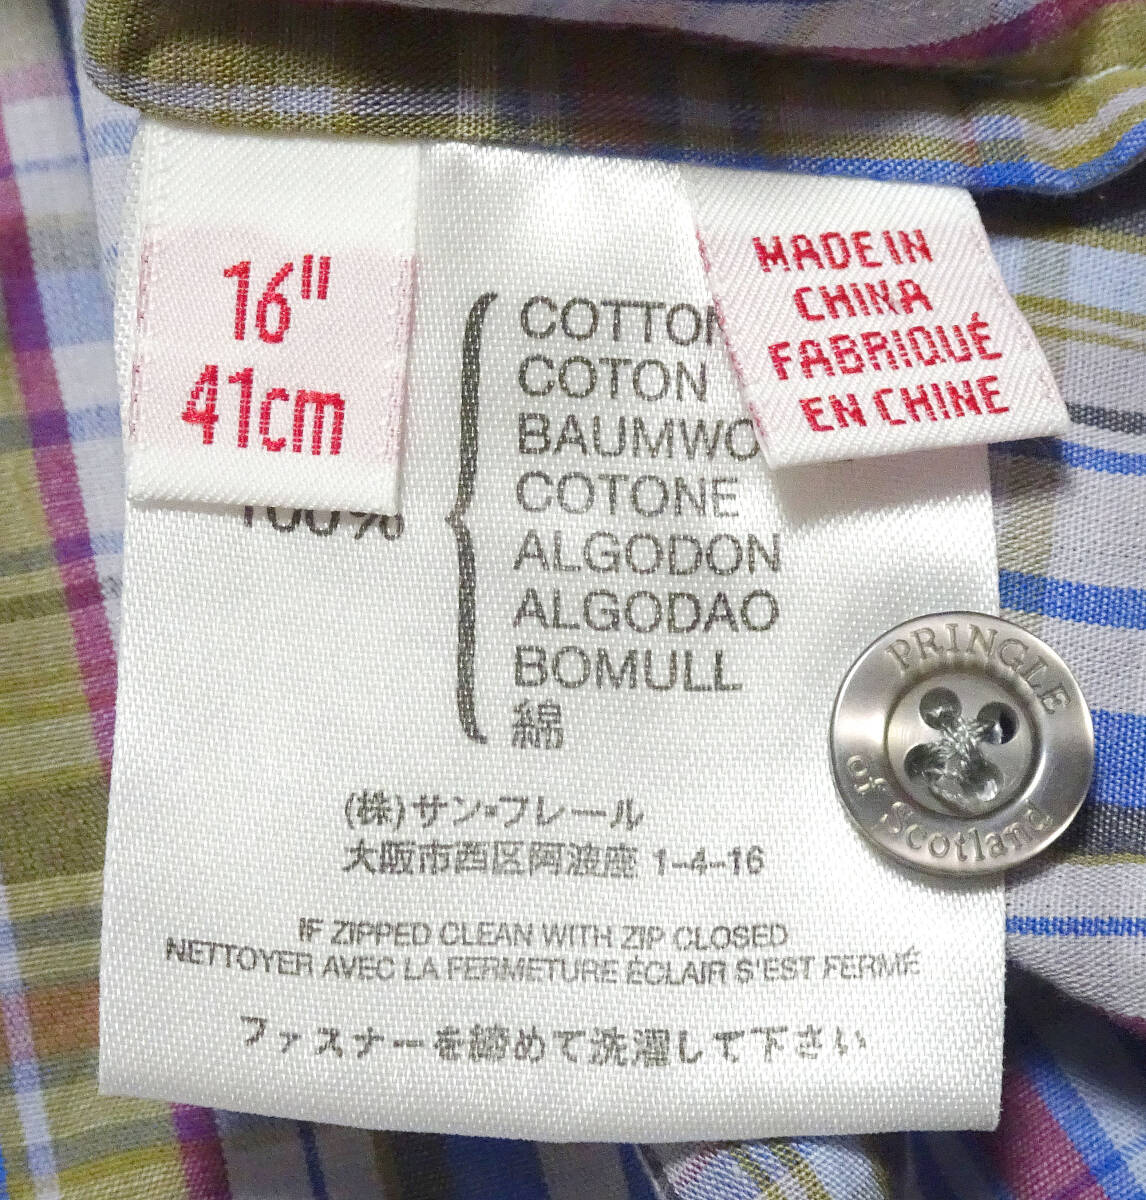 16"
41cm
MADE IN
CHINA
FABRIQUÉ
EN CHINE
100%
COTTON
COTON
BAUMWO
COTONE
ALGODON
ALGODAO
BOMULL
綿
(株)サン・フレール
大阪市西区阿波座 1-4-16
IF ZIPPED CLEAN WITH ZIP CLOSED
NETTOYER AVEC LA FERMETURE ÉCLAIR S'EST FERMÉ
ファスナーを締めて洗濯して下さい
PRINGLE
of Scotland